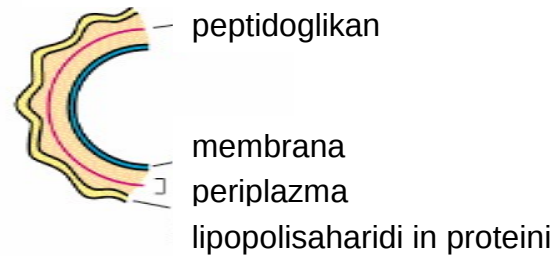 peptidoglikan
membrana
periplazma
lipopolisaharidi in proteini